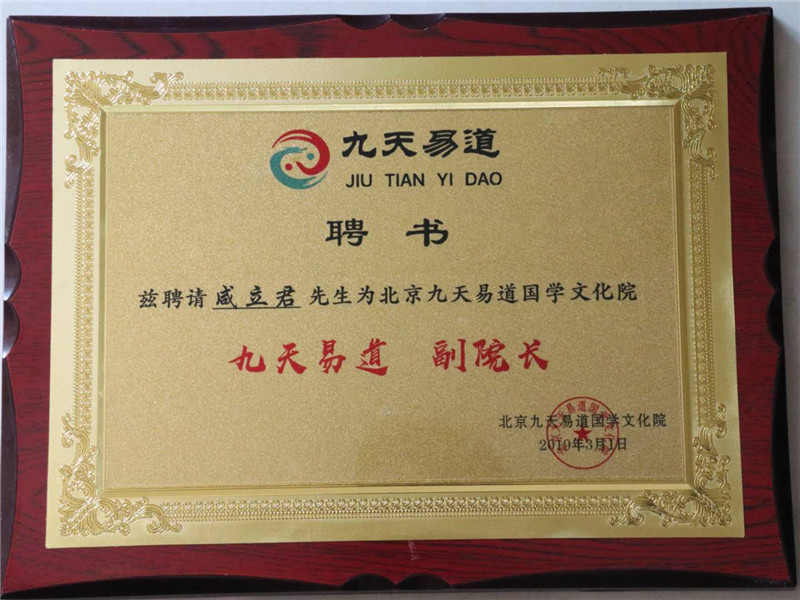 九天易道
JIU TIAN YI DAO
聘书
兹聘请咸立君先生为北京九天易道国学文化院
九天易道 副院长
北京九天易道国学文化院
2019年3月1日